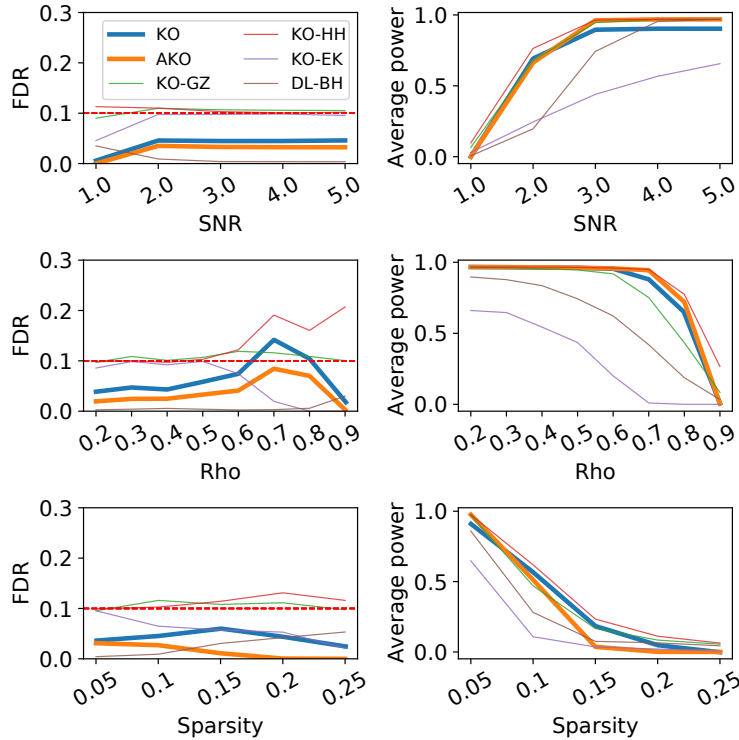 FDR
0.3
0.2
0.1
0.0
KO
AKO
KO-GZ
KO-HH
KO-EK
DL-BH
1.0 2.0 3.0 4.0 5.0
SNR
Average power
1.0
0.5
0.0
1.0 2.0 3.0 4.0 5.0
SNR
FDR
0.3
0.2
0.1
0.0
0.2 0.3 0.4 0.5 0.6 0.7 0.8 0.9
Rho
Average power
1.0
0.5
0.0
0.2 0.3 0.4 0.5 0.6 0.7 0.8 0.9
Rho
FDR
0.3
0.2
0.1
0.0
0.05 0.1 0.15 0.2 0.25
Sparsity
Average power
1.0
0.5
0.0
0.05 0.1 0.15 0.2 0.25
Sparsity